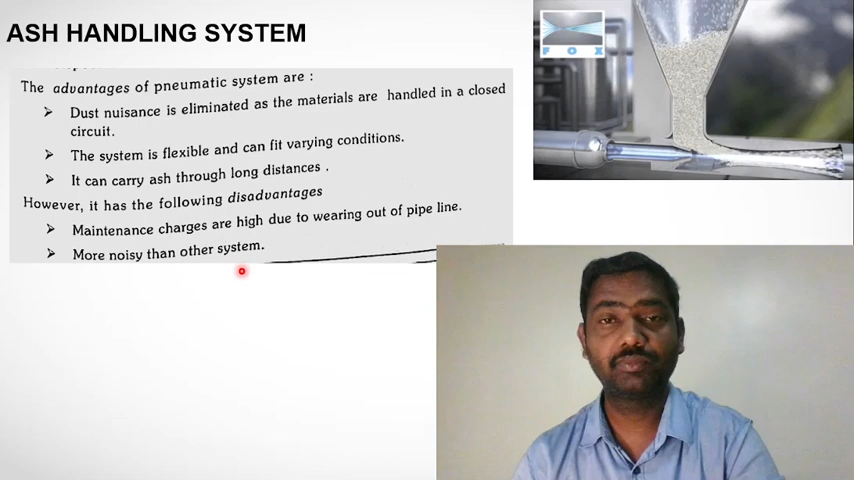 ASH HANDLING SYSTEM
The advantages of pneumatic system are :
➤ Dust nuisance is eliminated as the materials are handled in a closed
circuit.
➤ The system is flexible and can fit varying conditions.
➤ It can carry ash through long distances .
However, it has the following disadvantages
➤ Maintenance charges are high due to wearing out of pipe line.
➤ More noisy than other system.
FOX